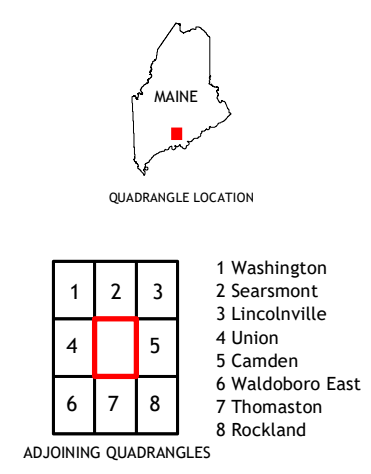 MAINE
QUADRANGLE LOCATION
1 2 3
4 5
6 7 8
1 Washington
2 Searsmont
3 Lincolnville
4 Union
5 Camden
6 Waldoboro East
7 Thomaston
8 Rockland
ADJOINING QUADRANGLES